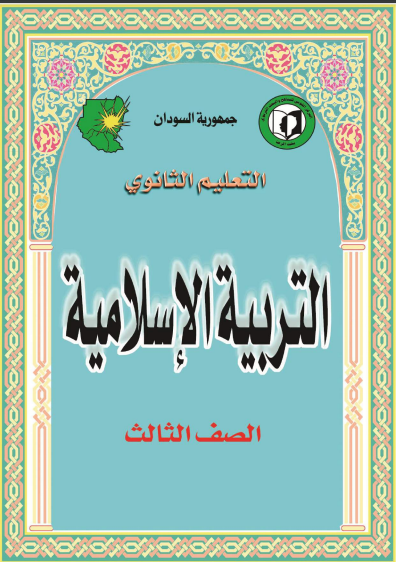 جمهورية السودان
التعليم الثانوي
التربية الإسلامية
الصف الثالث